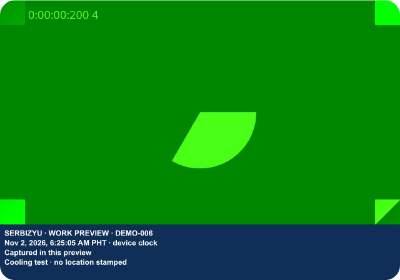 0:00:00:200 4
SERBIZYU · WORK PREVIEW · DEMO-006
Nov 2, 2026, 6:25:05 AM PHT · device clock
Captured in this preview
Cooling test · no location stamped